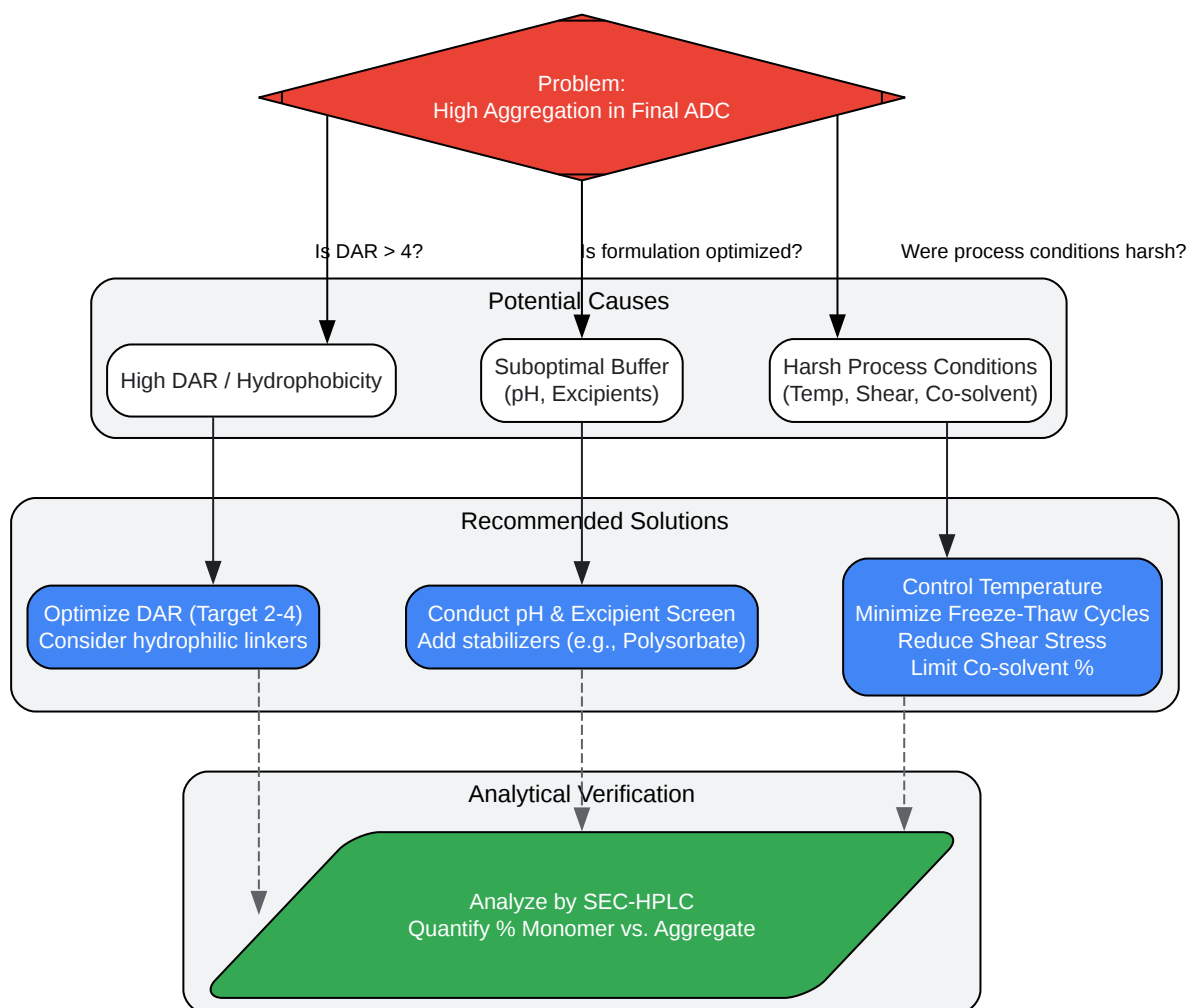 Problem:
High Aggregation in Final ADC
Is DAR > 4?
Is formulation optimized?
Were process conditions harsh?
Potential Causes
High DAR / Hydrophobicity
Suboptimal Buffer
(pH, Excipients)
Harsh Process Conditions
(Temp, Shear, Co-solvent)
Recommended Solutions
Optimize DAR (Target 2-4)
Consider hydrophilic linkers
Conduct pH & Excipient Screen
Add stabilizers (e.g., Polysorbate)
Control Temperature
Minimize Freeze-Thaw Cycles
Reduce Shear Stress
Limit Co-solvent %
Analytical Verification
Analyze by SEC-HPLC
Quantify % Monomer vs. Aggregate